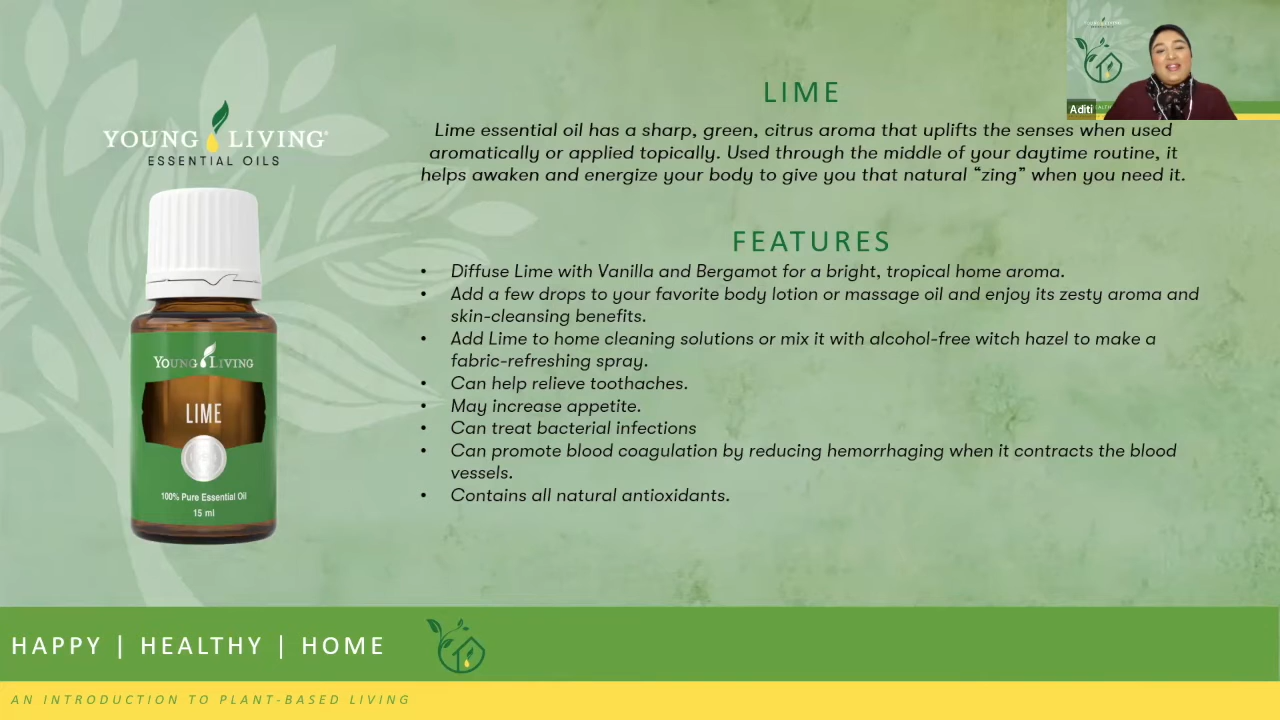 LIME
Lime essential oil has a sharp, green, citrus aroma that uplifts the senses when used
aromatically or applied topically. Used through the middle of your daytime routine, it
helps awaken and energize your body to give you that natural “zing” when you need it.
YOUNG LIVING®
ESSENTIAL OILS
YOUNG LIVING
LIME
100% Pure Essential Oil
15 ml
FEATURES
• Diffuse Lime with Vanilla and Bergamot for a bright, tropical home aroma.
• Add a few drops to your favorite body lotion or massage oil and enjoy its zesty aroma and
skin-cleansing benefits.
• Add Lime to home cleaning solutions or mix it with alcohol-free witch hazel to make a
fabric-refreshing spray.
• Can help relieve toothaches.
• May increase appetite.
• Can treat bacterial infections
• Can promote blood coagulation by reducing hemorrhaging when it contracts the blood
vessels.
• Contains all natural antioxidants.
Aditi
HAPPY | HEALTHY | HOME
AN INTRODUCTION TO PLANT-BASED LIVING